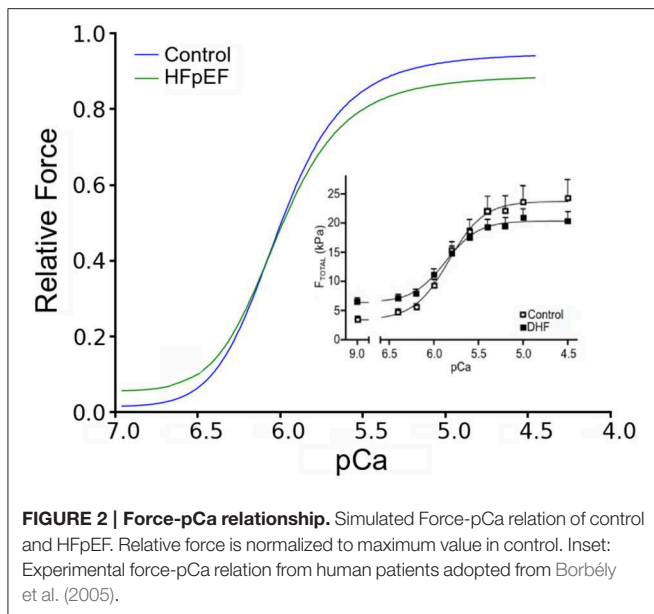 1.0
0.8
0.6
0.4
0.2
0.0
Relative Force
Control
HFpEF
7.0 6.5 6.0 5.5 5.0 4.5 4.0
pCa
25
20
15
10
5
0
F_TOTAL (kPa)
Control
DHF
9.0 6.5 6.0 5.5 5.0 4.5
pCa
FIGURE 2 | Force-pCa relationship. Simulated Force-pCa relation of control
and HFpEF. Relative force is normalized to maximum value in control. Inset:
Experimental force-pCa relation from human patients adopted from Borbély
et al. (2005).